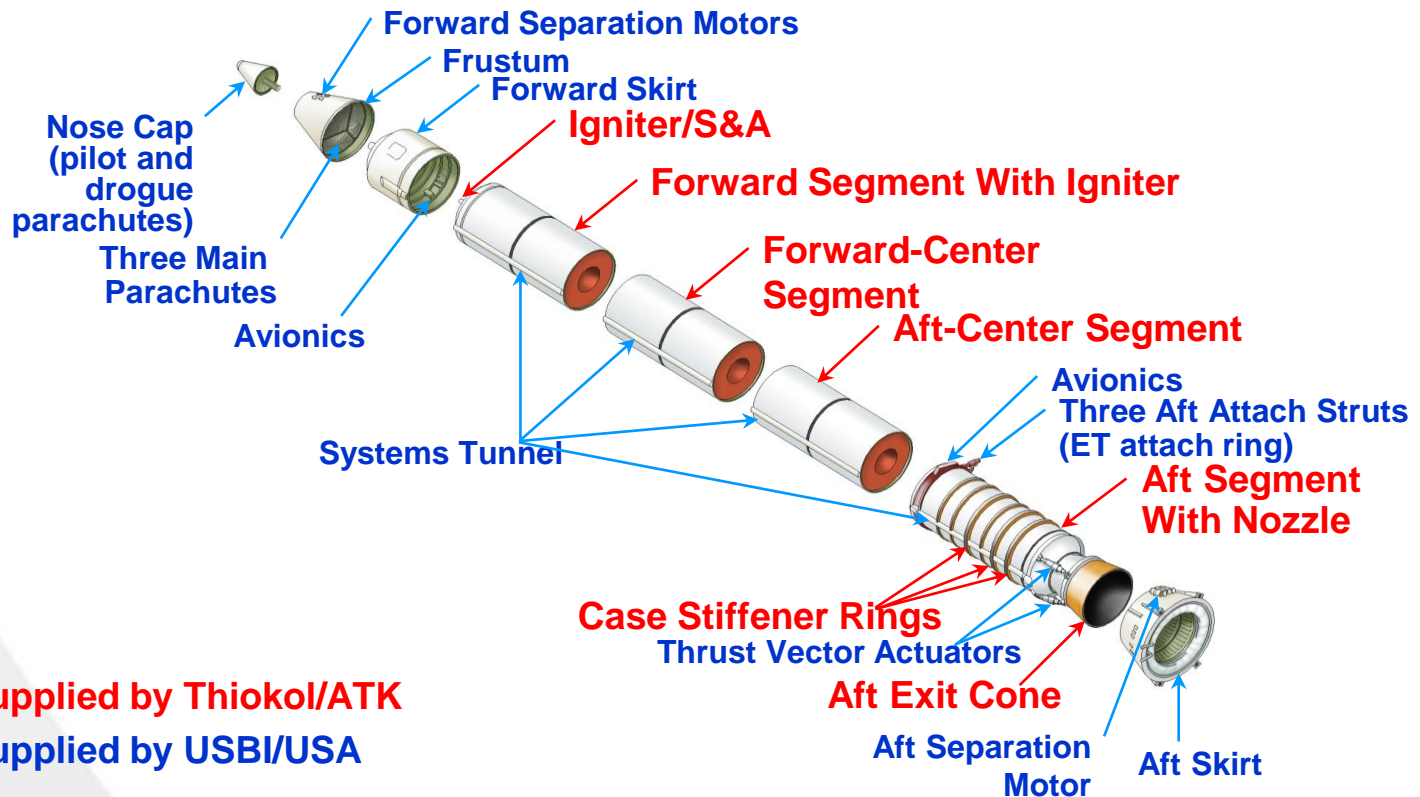 Forward Separation Motors
Frustum
Forward Skirt
Igniter/S&A
Nose Cap
(pilot and
drogue
parachutes)
Forward Segment With Igniter
Three Main
Parachutes
Forward-Center
Segment
Avionics
Aft-Center Segment
Avionics
Three Aft Attach Struts
(ET attach ring)
Systems Tunnel
Aft Segment
With Nozzle
Case Stiffener Rings
Thrust Vector Actuators
Aft Exit Cone
upplied by Thiokol/ATK
upplied by USBI/USA
Aft Separation
Motor
Aft Skirt